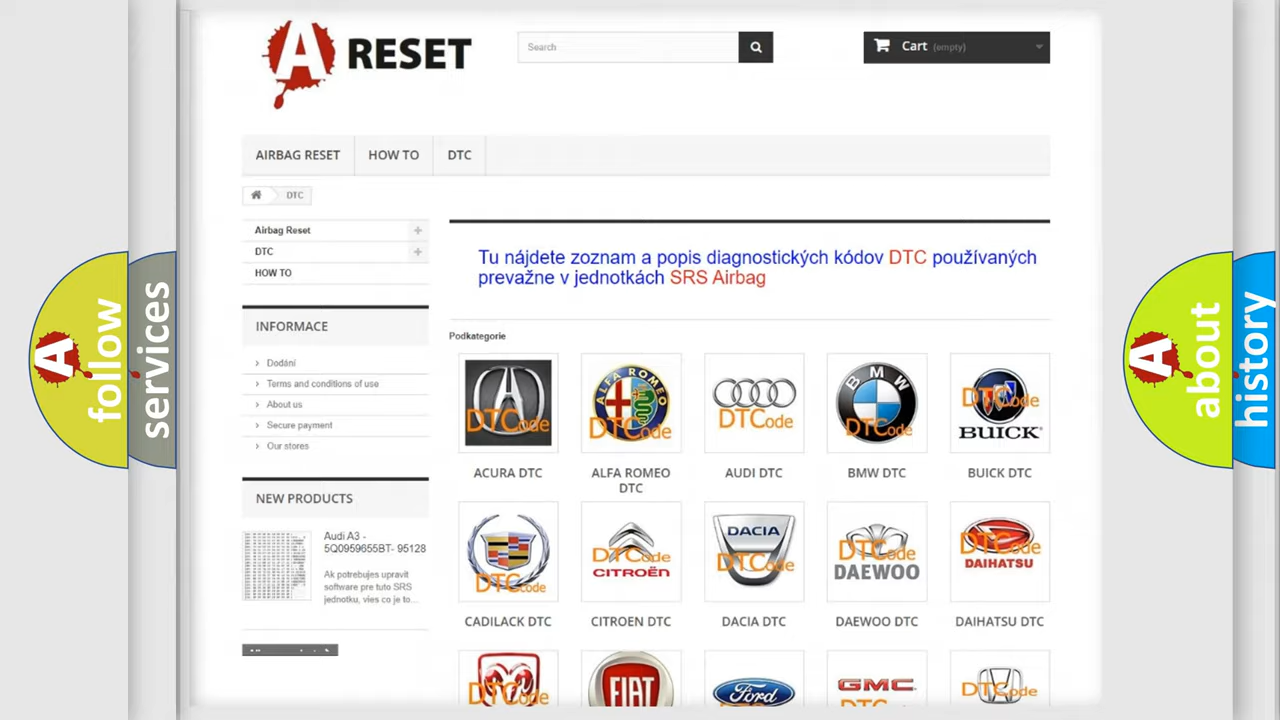 A RESET
Search
Cart (empty)
AIRBAG RESET
HOW TO
DTC
DTC
Airbag Reset
DTC
HOW TO
INFORMACE
Dodání
Terms and conditions of use
About us
Secure payment
Our stores
NEW PRODUCTS
Audi A3 -
5Q0959655BT- 95128
Ak potrebujes upravit
software pre tuto SRS
jednotku, vies co je to...
Tu nájdete zoznam a popis diagnostických kódov DTC používaných
prevažne v jednotkách SRS Airbag
Podkategorie
DTCode
ALFA ROMEO
DTCode
DTCode
BMW
DTCode
DTCode
BUICK
ACURA DTC
ALFA ROMEO
DTC
AUDI DTC
BMW DTC
BUICK DTC
DTCode
DTCode
CITROËN
DACIA
DTCode
DTCode
DAEWOO
DTCode
DAIHATSU
CADILACK DTC
CITROEN DTC
DACIA DTC
DAEWOO DTC
DAIHATSU DTC
DTCode
FIAT
Ford
GMC
DTCode
A follow
services
A about
history